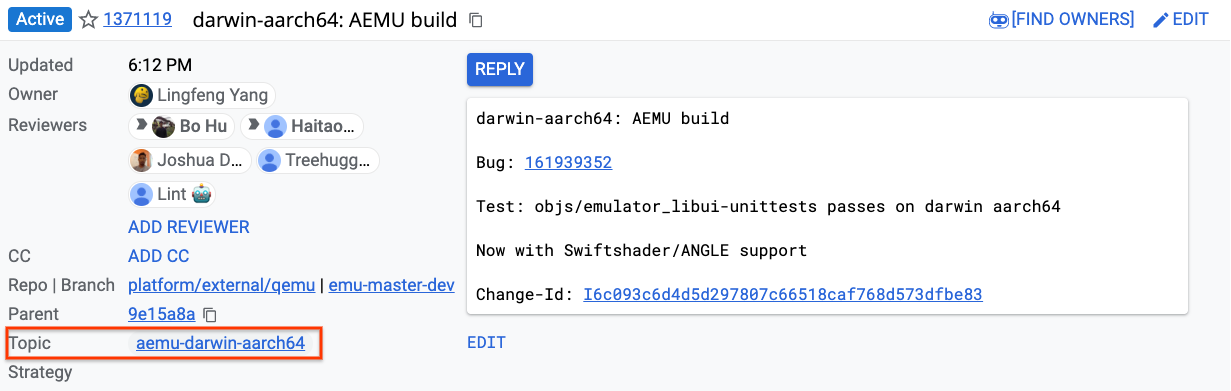 Active 1371119 darwin-aarch64: AEMU build [FIND OWNERS] EDIT
Updated 6:12 PM
Owner Lingfeng Yang
Reviewers Bo Hu Haitao...
Joshua D... Treehugg...
Lint
ADD REVIEWER
CC ADD CC
Repo | Branch platform/external/qemu | emu-master-dev
Parent 9e15a8a
Topic aemu-darwin-aarch64
Strategy
REPLY
darwin-aarch64: AEMU build
Bug: 161939352
Test: objs/emulator_libui-unittests passes on darwin aarch64
Now with Swiftshader/ANGLE support
Change-Id: I6c093c6d4d5d297807c66518caf768d573dfbe83
EDIT